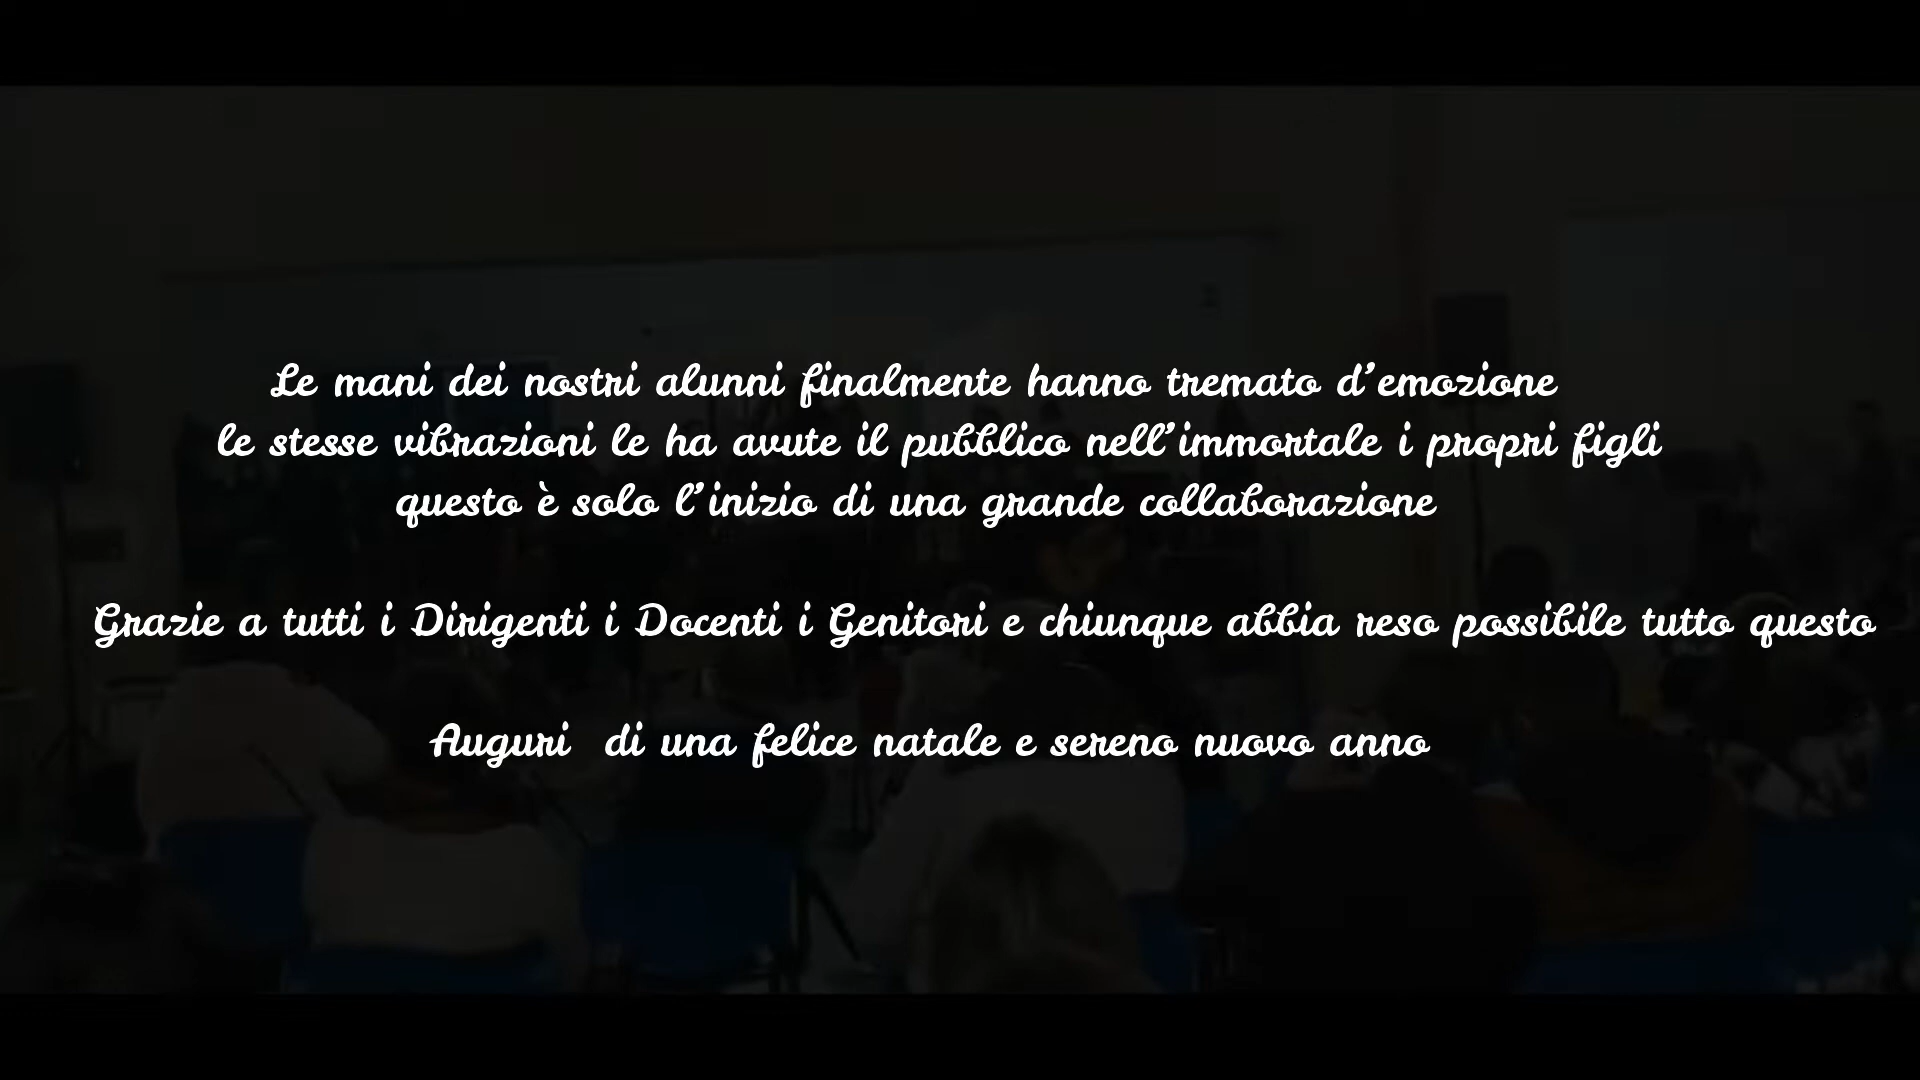 Le mani dei nostri alunni finalmente hanno tremato d'emozione
le stesse vibrazioni le ha avute il pubblico nell'immortale i propri figli
questo è solo l'inizio di una grande collaborazione
Grazie a tutti i Dirigenti i Docenti i Genitori e chiunque abbia reso possibile tutto questo
Auguri di una felice natale e sereno nuovo anno